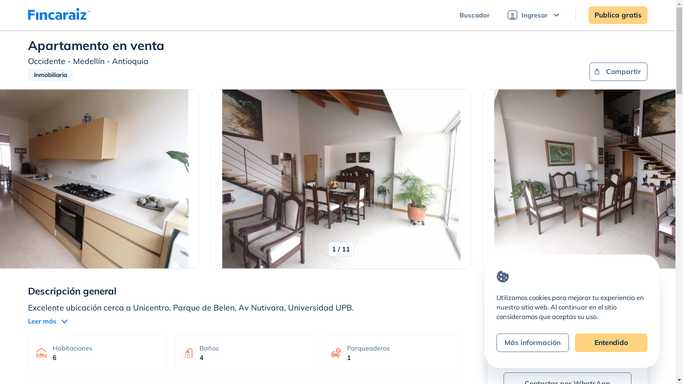 Fincaraiz
Buscador
Ingresar
Publica gratis
Apartamento en venta
Occidente - Medellín - Antioquia
Inmobiliaria
Compartir
1 / 11
Descripción general
Excelente ubicación cerca a Unicentro, Parque de Belen, Av Nutivara, Universidad UPB.
Leer más
Habitaciones
6
Baños
4
Parqueaderos
1
Utilizamos cookies para mejorar tu experiencia en
nuestro sitio web. Al continuar en el sitio
consideramos que aceptas su uso.
Más información
Entendido
Contactar por WhatsApp